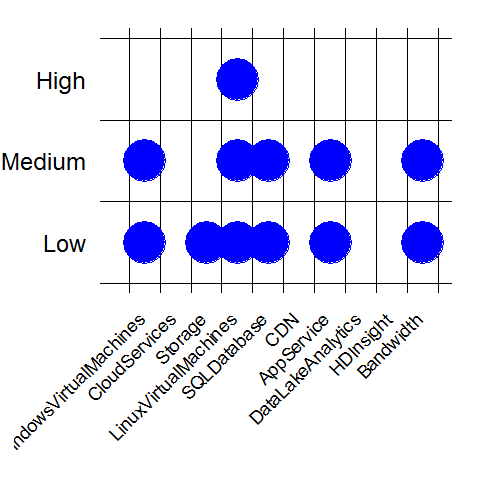 High
Medium
Low
ndowsVirtualMachines
CloudServices
Storage
LinuxVirtualMachines
SQLDatabase
CDN
AppService
DataLakeAnalytics
HDInsight
Bandwidth